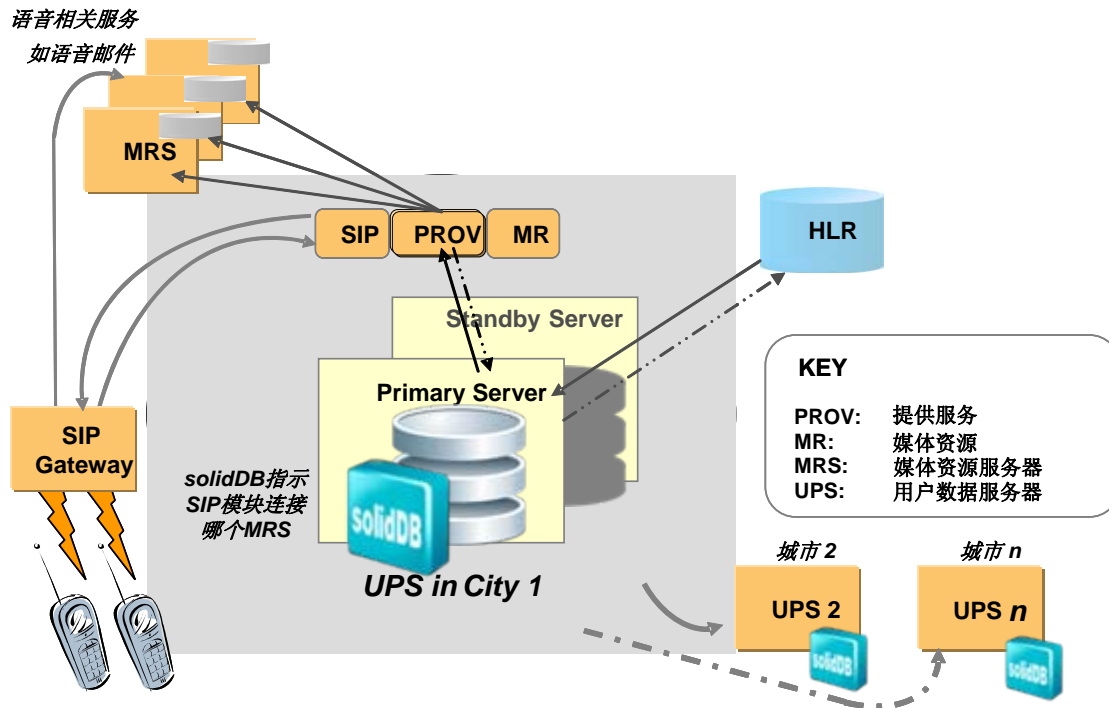 语音相关服务
如语音邮件
MRS
SIP
PROV
MR
HLR
Standby Server
Primary Server
SIP
Gateway
solidDB指示
SIP模块连接
哪个MRS
solidDB
UPS in City 1
KEY
PROV: 提供服务
MR: 媒体资源
MRS: 媒体资源服务器
UPS: 用户数据服务器
城市 2
城市 n
UPS 2
UPS n
solidDB
solidDB